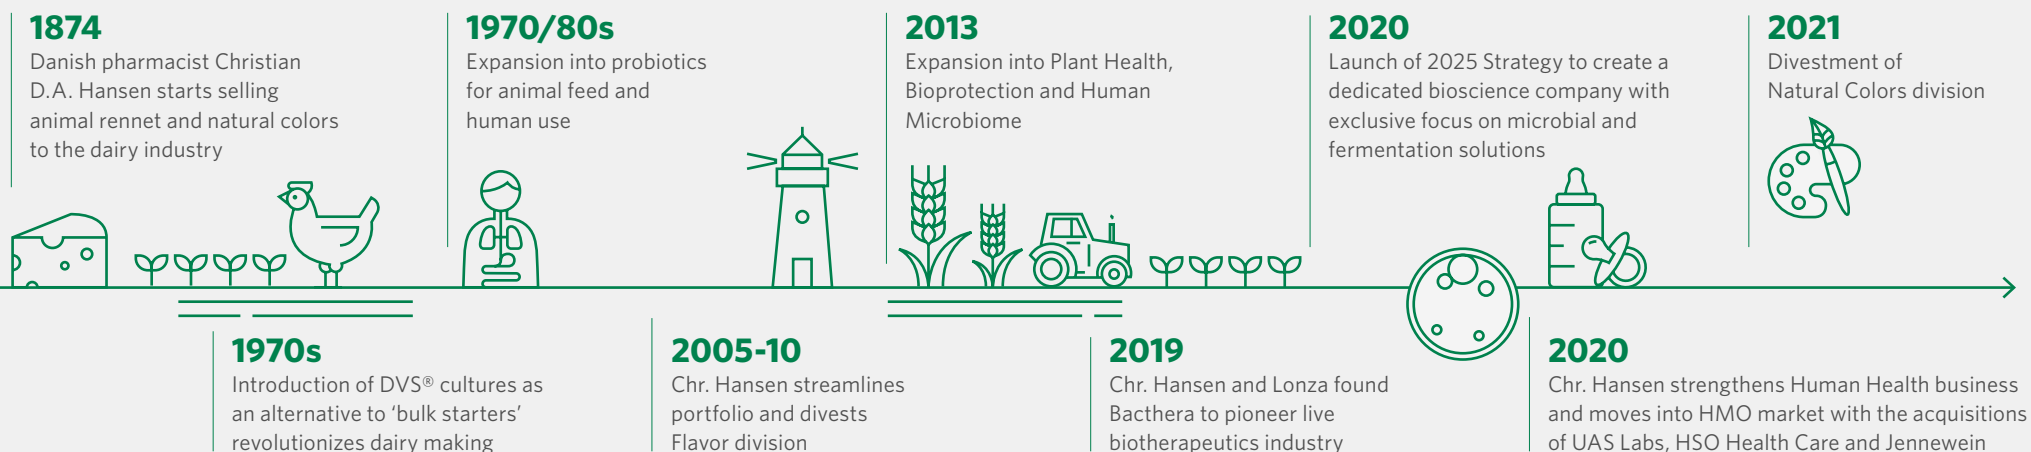 1874
Danish pharmacist Christian
D.A. Hansen starts selling
animal rennet and natural colors
to the dairy industry
1970s
Introduction of DVS® cultures as
an alternative to ‘bulk starters’
revolutionizes dairy making
1970/80s
Expansion into probiotics
for animal feed and
human use
2005-10
Chr. Hansen streamlines
portfolio and divests
Flavor division
2013
Expansion into Plant Health,
Bioprotection and Human
Microbiome
2019
Chr. Hansen and Lonza found
Bacthera to pioneer live
biotherapeutics industry
2020
Launch of 2025 Strategy to create a
dedicated bioscience company with
exclusive focus on microbial and
fermentation solutions
2020
Chr. Hansen strengthens Human Health business
and moves into HMO market with the acquisitions
of UAS Labs, HSO Health Care and Jennewein
2021
Divestment of
Natural Colors division